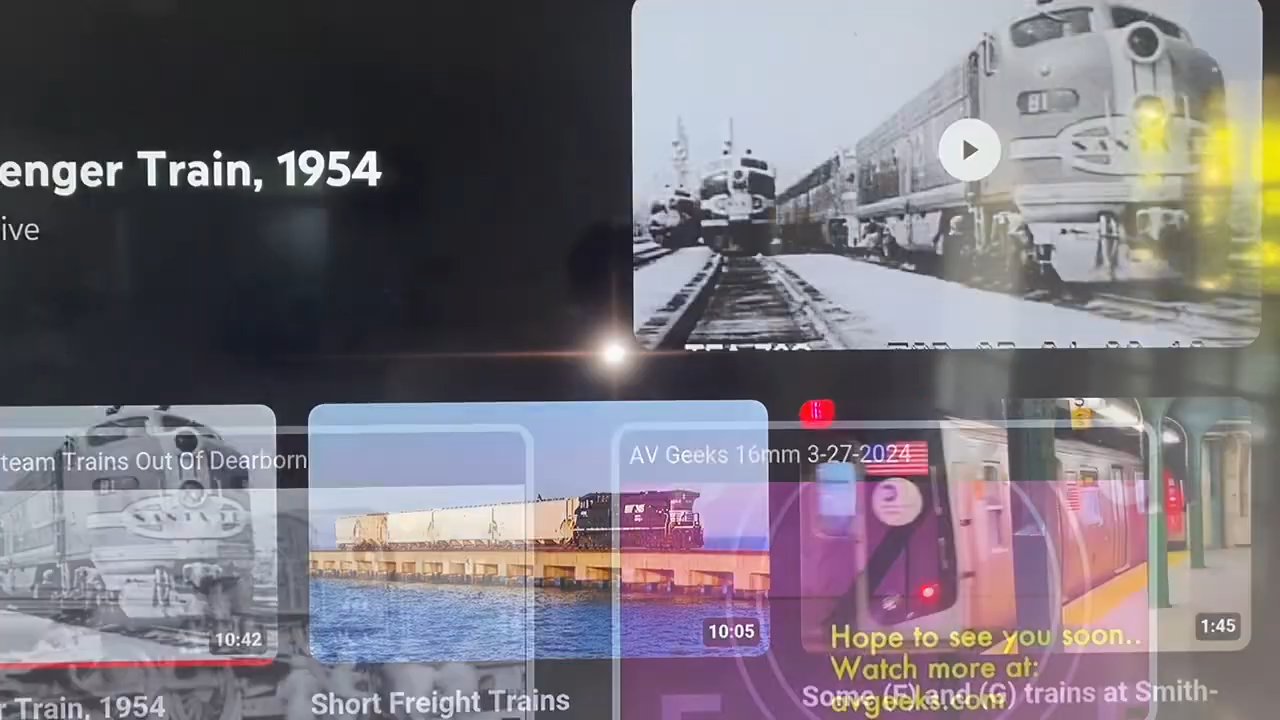 enger Train, 1954
ive
81
team Trains Out Of Dearborn
AV Geeks 16mm 3-27-2024
10:42
10:05
1:45
Hope to see you soon..
Watch more at:
avgeeks.com
r Train, 1954
Short Freight Trains
Some (F) and (G) trains at Smith-